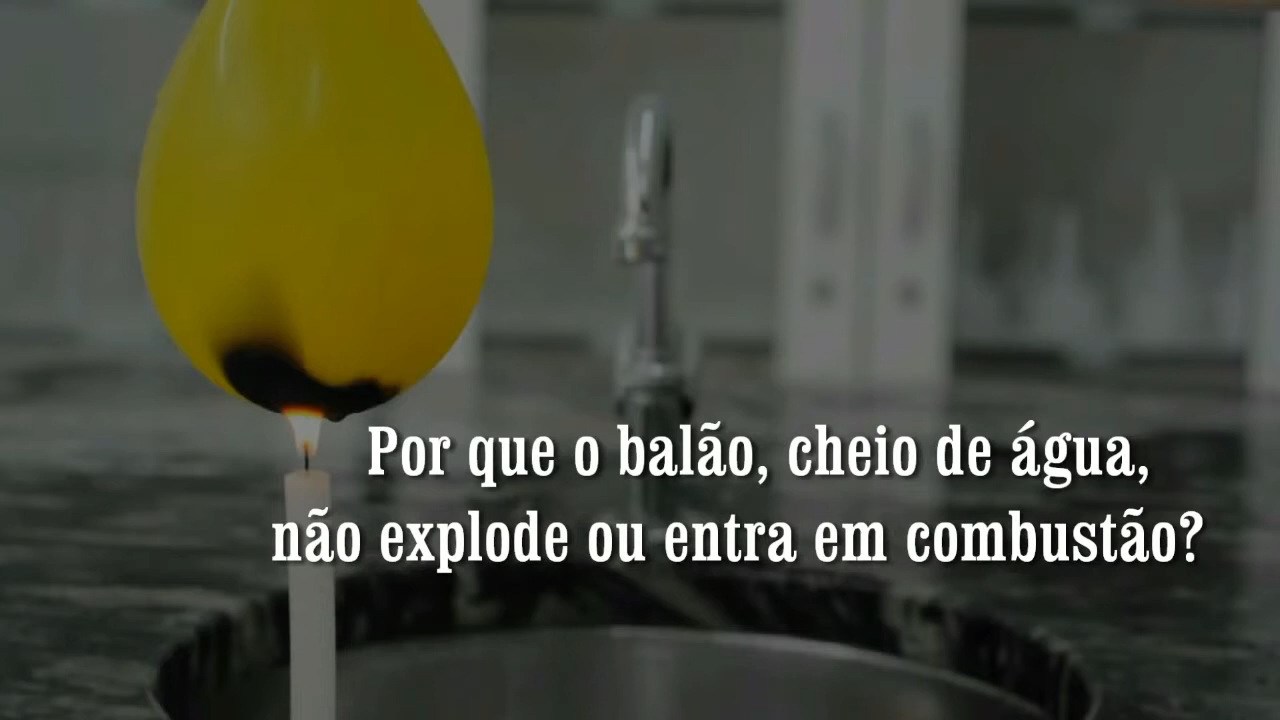 Por que o balão, cheio de água,
não explode ou entra em combustão?